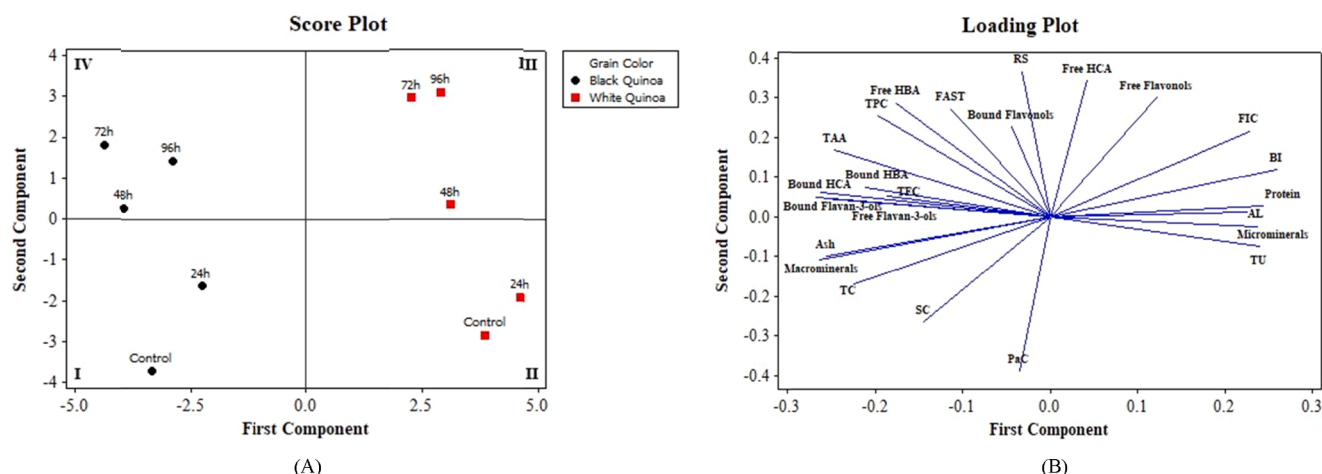 Score Plot
IV
III
I
II
72h
96h
72h
96h
48h
48h
24h
24h
Control
Control
4
3
2
1
0
-1
-2
-3
-4
-5.0
-2.5
0.0
2.5
5.0
Second Component
First Component
Grain Color
Black Quinoa
White Quinoa
(A)
Loading Plot
RS
Free HCA
Free HBA
FAST
Free Flavonols
TPC
Bound Flavonols
FIC
TAA
BI
Bound HBA
Bound HCA
TFC
Protein
Bound Flavan-3-ols
Free Flavan-3-ols
AL
Microminerals
Ash
TU
Macrominerals
TC
SC
PaC
0.4
0.3
0.2
0.1
0.0
-0.1
-0.2
-0.3
-0.4
-0.3
-0.2
-0.1
0.0
0.1
0.2
0.3
Second Component
First Component
(B)